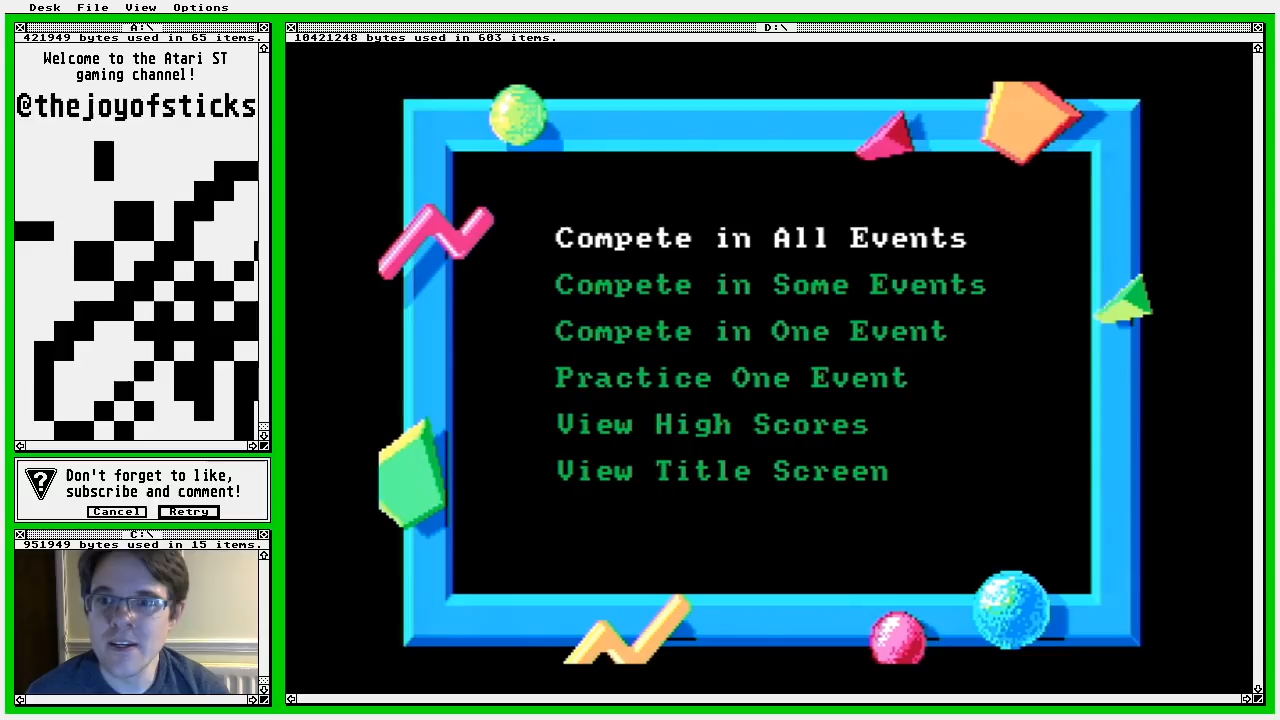 Desk File View Options
A:\
421949 bytes used in 65 items.
Welcome to the Atari ST
gaming channel!
@thejoyofsticks
Don't forget to like,
subscribe and comment!
Cancel Retry
C:\
951949 bytes used in 15 items.
D:\
10421248 bytes used in 603 items.
Compete in All Events
Compete in Some Events
Compete in One Event
Practice One Event
View High Scores
View Title Screen